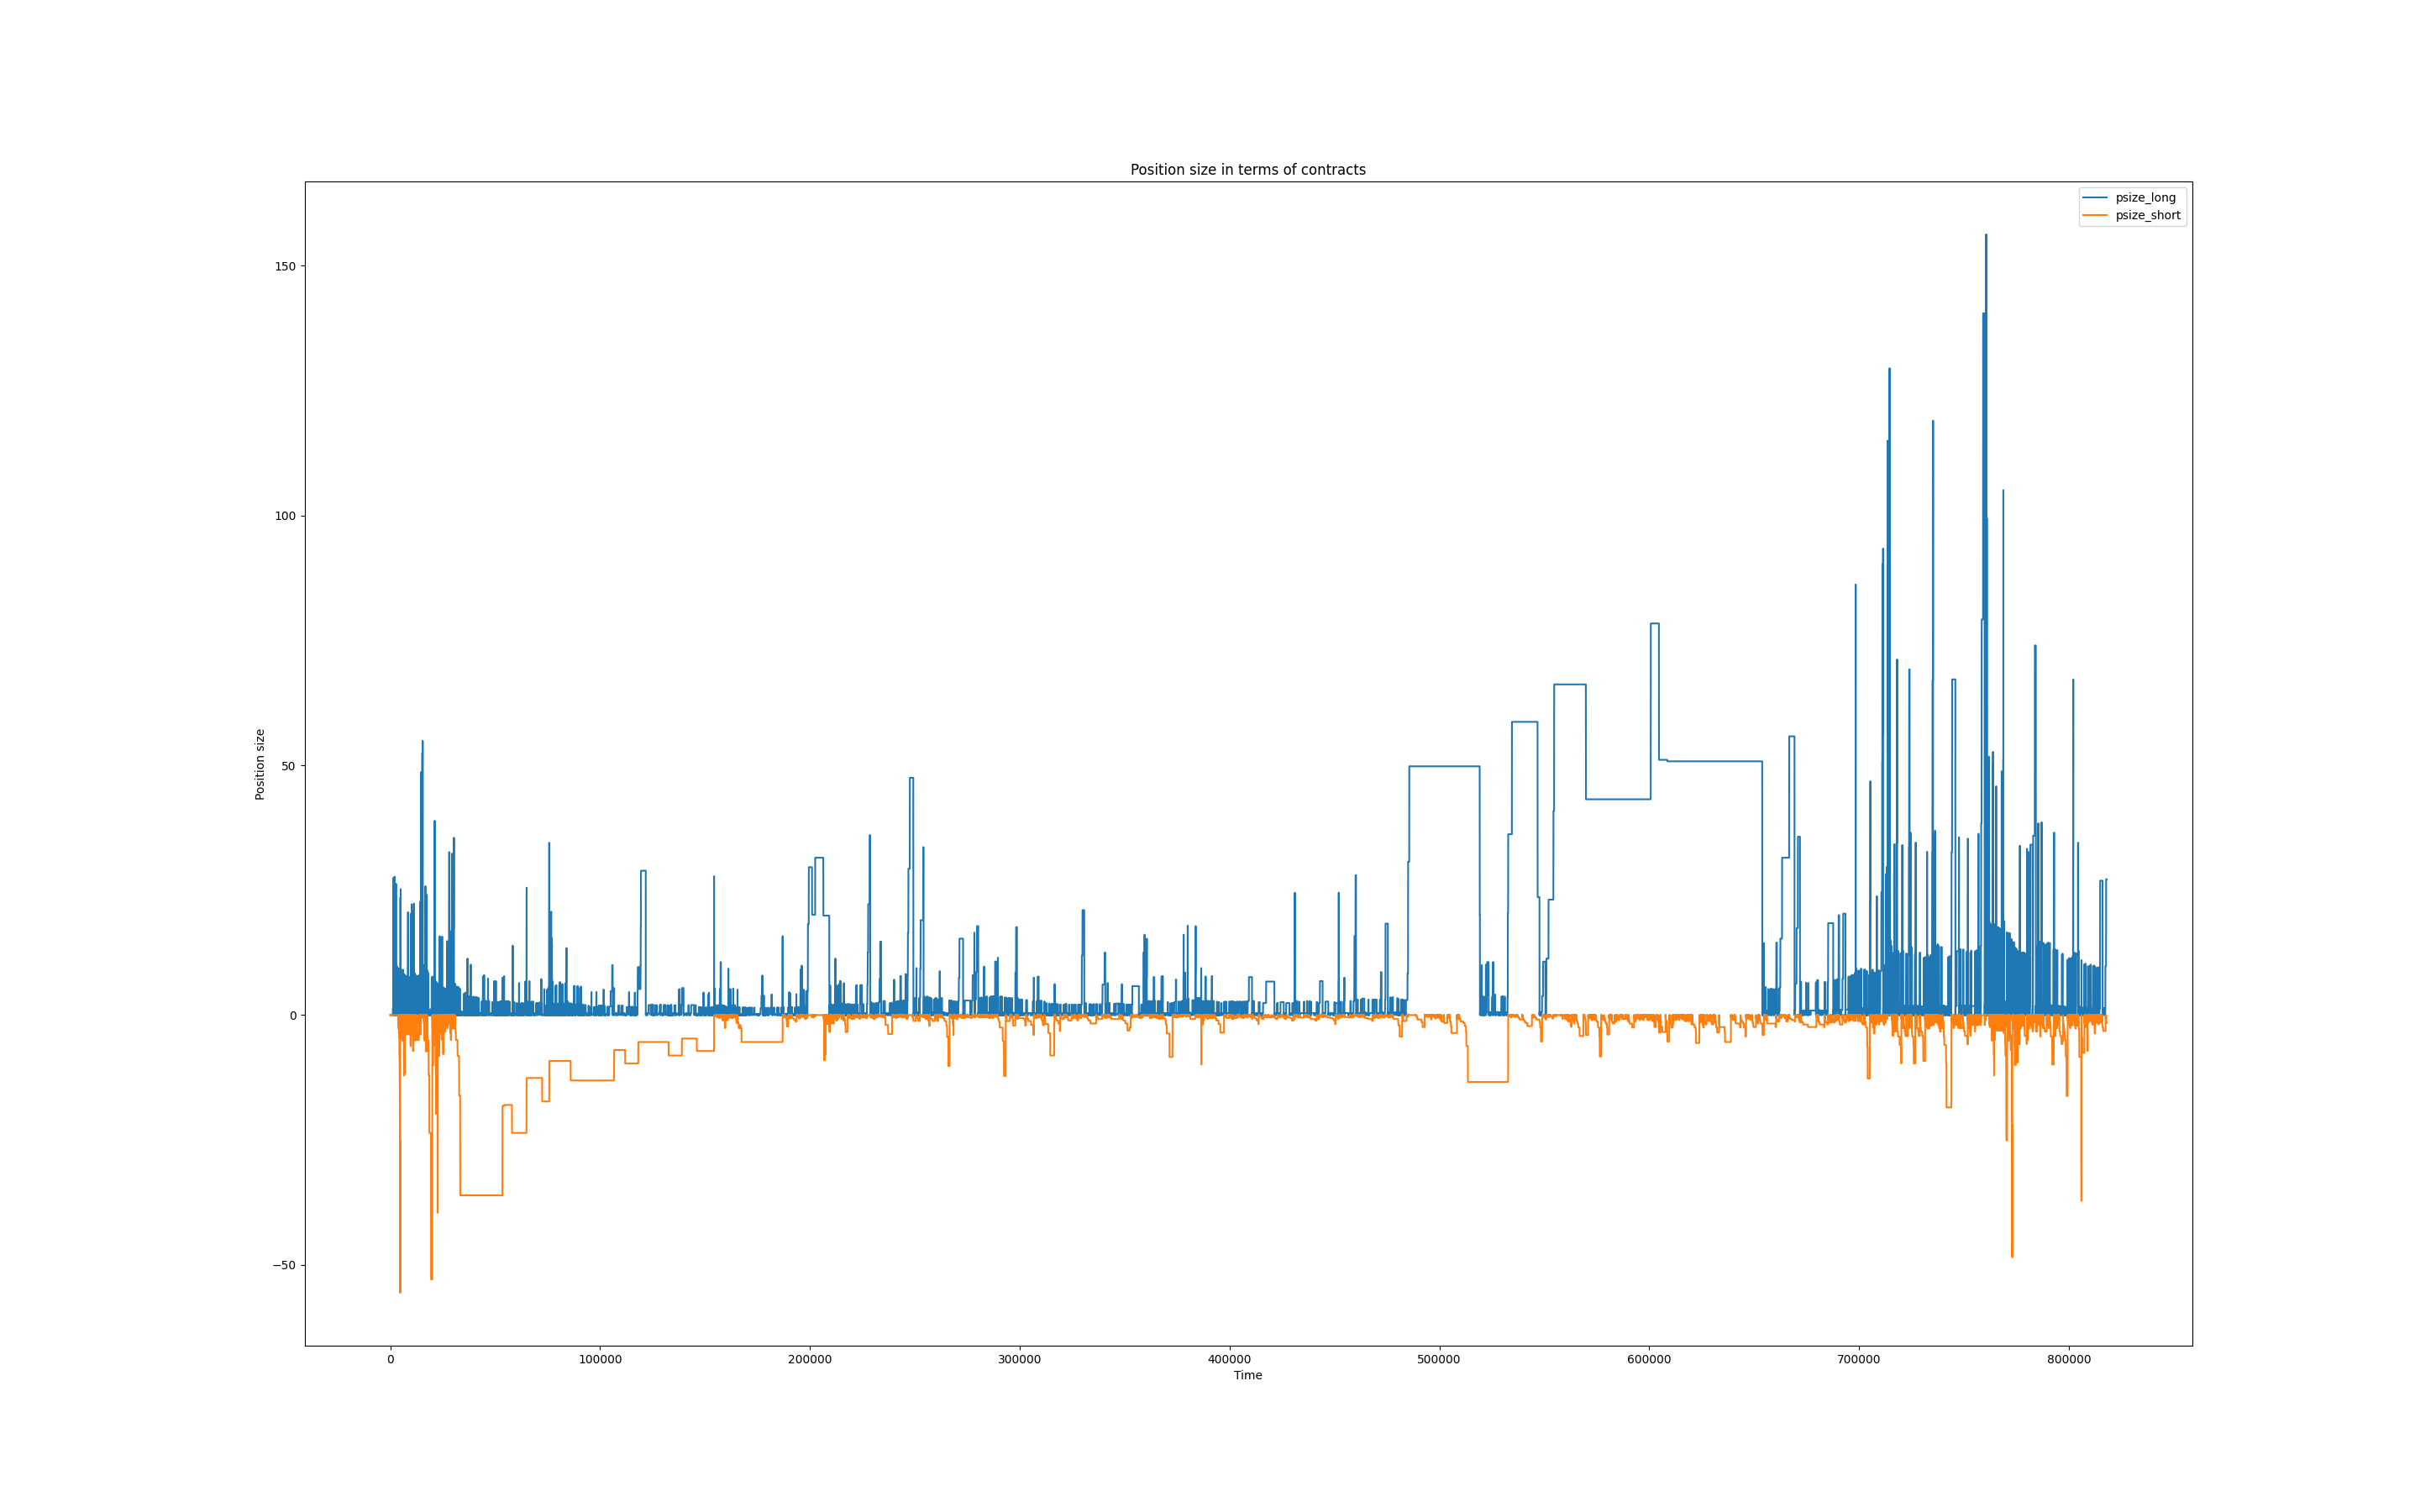 Position size in terms of contracts
psize_long
psize_short
150
100
50
0
−50
Position size
0 100000 200000 300000 400000 500000 600000 700000 800000
Time